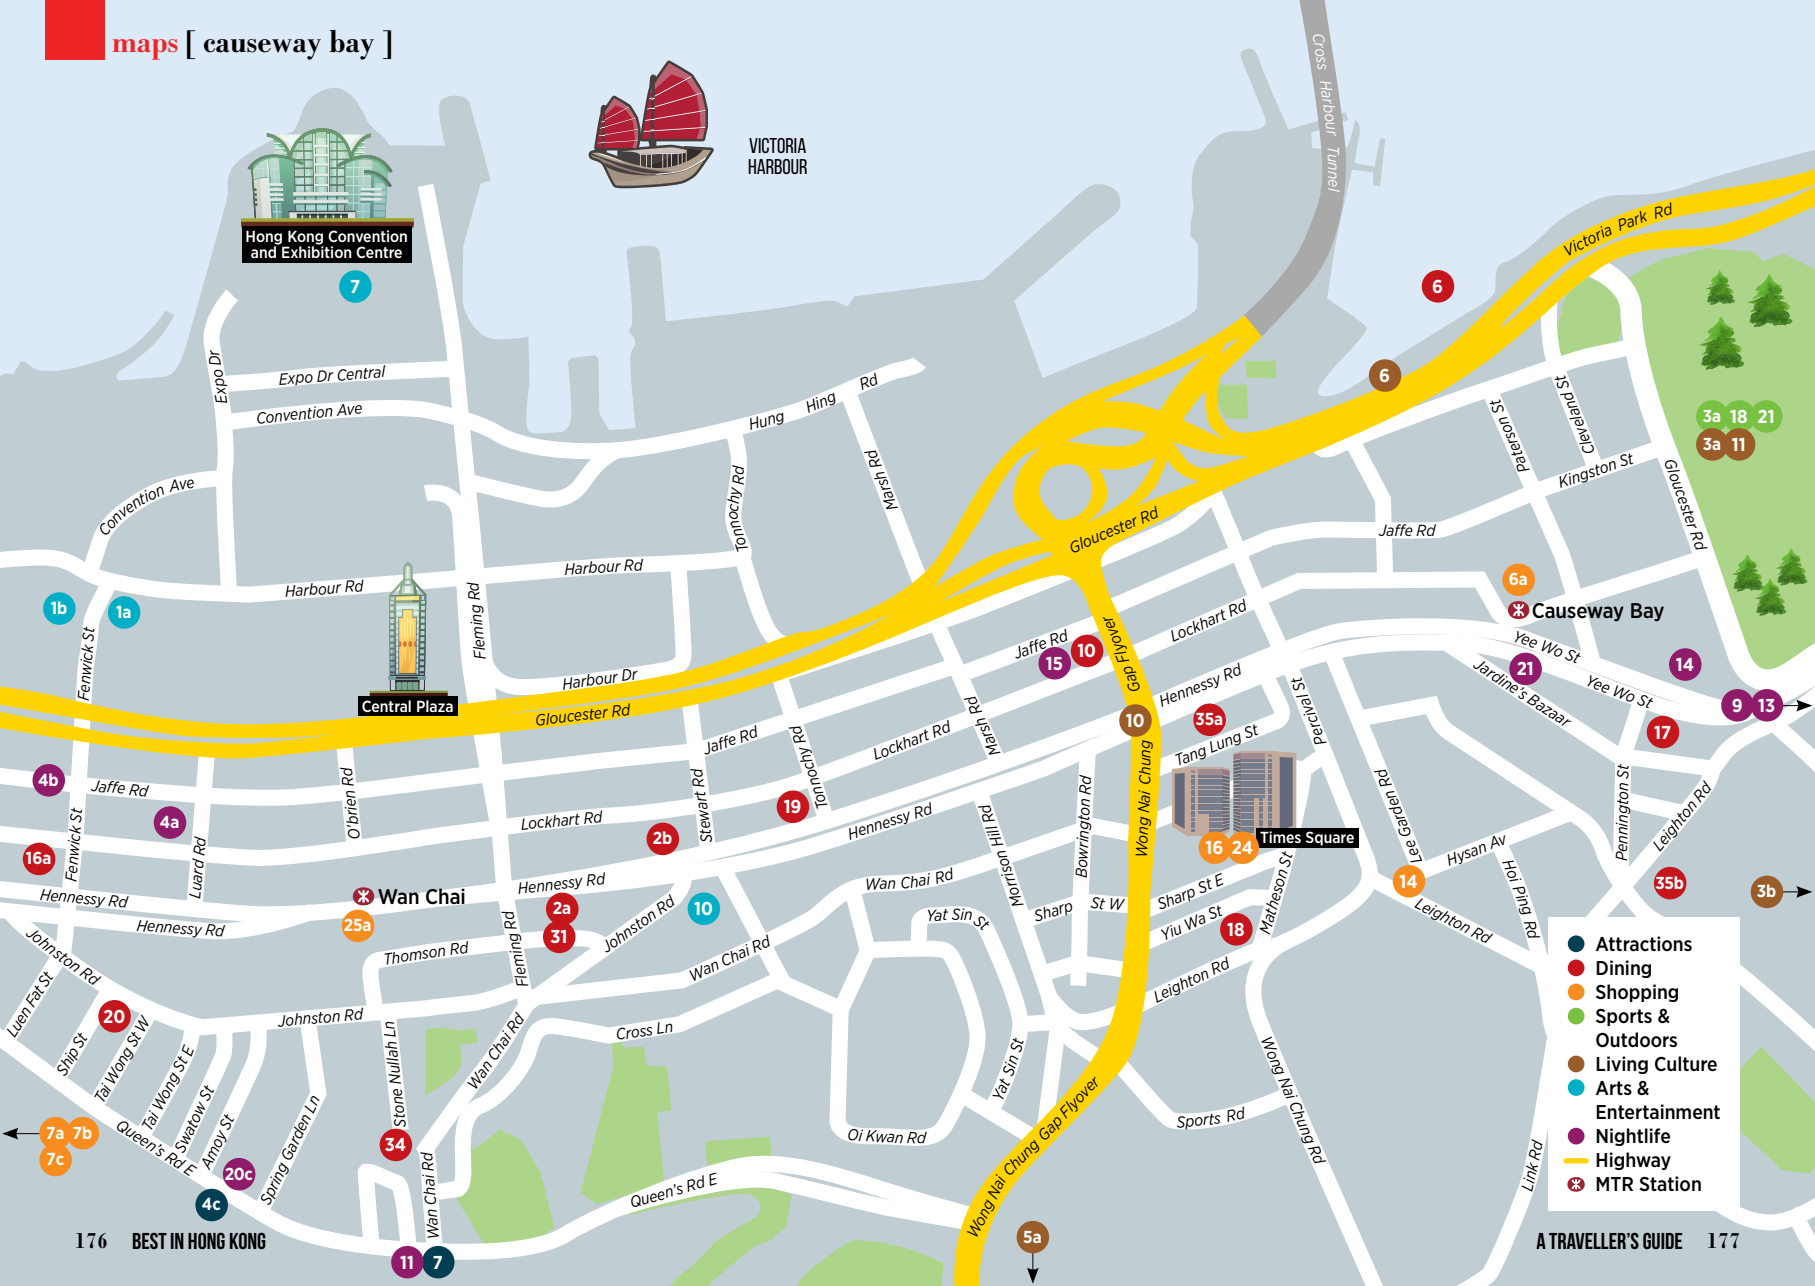 maps [ causeway bay ]
Cross Harbour Tunnel
VICTORIA
HARBOUR
Hong Kong Convention
and Exhibition Centre
7
Victoria Park Rd
6
6
Expo Dr
Expo Dr Central
Convention Ave
Hung Hing Rd
Cleveland St
Paterson St
3a 18 21
3a 11
Marsh Rd
Tonnochy Rd
Kingston St
Gloucester Rd
Convention Ave
Jaffe Rd
Gloucester Rd
Harbour Rd
Harbour Rd
Fleming Rd
6a
Causeway Bay
1b
1a
Lockhart Rd
Gap Flyover
Jaffe Rd
15
10
Yee Wo St
21
14
Fenwick St
Harbour Dr
Gloucester Rd
Central Plaza
Hennessy Rd
Percival St
Jardine's Bazaar
Yee Wo St
9 13
10
35a
17
Marsh Rd
Jaffe Rd
Lockhart Rd
Tonnochy Rd
Tang Lung St
Wong Nai Chung
4b
Jaffe Rd
O'brien Rd
Stewart Rd
4a
19
Lockhart Rd
2b
Hennessy Rd
Bowrington Rd
Morrison Hill Rd
Times Square
16 24
Lee Garden Rd
Hysan Av
Pennington St
Leighton Rd
16a
Fenwick St
Luard Rd
Wan Chai
25a
Hennessy Rd
Hennessy Rd
Hennessy Rd
2a
31
10
Johnston Rd
Wan Chai Rd
Yat Sin St
Sharp St W
Sharp St E
Yiu Wa St
18
Matheson St
14
Leighton Rd
Hoi Ping Rd
35b
3b
Johnston Rd
Thomson Rd
Fleming Rd
Wan Chai Rd
Leighton Rd
Luen Fat St
20
Johnston Rd
Ship St
Tai Wong St W
Tai Wong St E
Swatow St
Amoy St
Spring Garden Ln
Stone Nullah Ln
Wan Chai Rd
Cross Ln
Yat Sin St
Oi Kwan Rd
Sports Rd
Wong Nai Chung Rd
Wong Nai Chung Gap Flyover
Link Rd
7a 7b
7c
Queen's Rd E
34
20c
4c
Wan Chai Rd
Queen's Rd E
11 7
5a
Attractions
Dining
Shopping
Sports &
Outdoors
Living Culture
Arts &
Entertainment
Nightlife
Highway
MTR Station
176 BEST IN HONG KONG
A TRAVELLER'S GUIDE 177